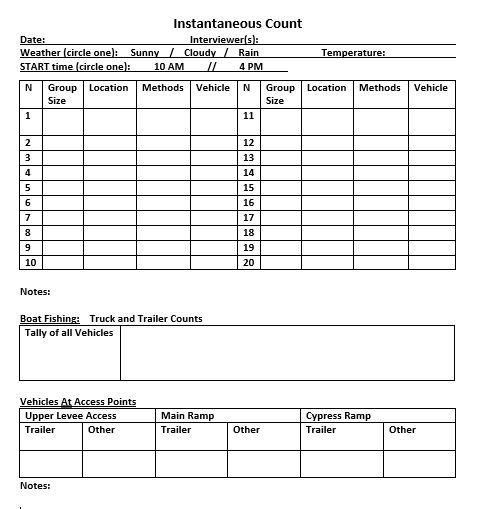 Instantaneous Count
Date: Interviewer(s):
Weather (circle one): Sunny / Cloudy / Rain Temperature:
START time (circle one): 10 AM // 4 PM
N Group Size Location Methods Vehicle N Group Size Location Methods Vehicle
1 11
2 12
3 13
4 14
5 15
6 16
7 17
8 18
9 19
10 20
Notes:
Boat Fishing: Truck and Trailer Counts
Tally of all Vehicles
Vehicles At Access Points
Upper Levee Access Main Ramp Cypress Ramp
Trailer Other Trailer Other Trailer Other
Notes:
.